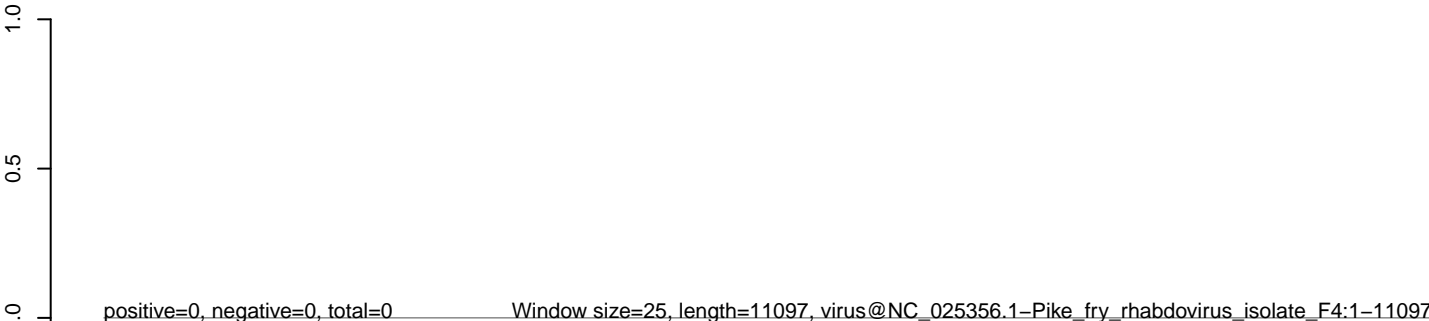 1.0
0.5
.0
positive=0, negative=0, total=0 Window size=25, length=11097, virus@NC_025356.1−Pike_fry_rhabdovirus_isolate_F4:1−11097